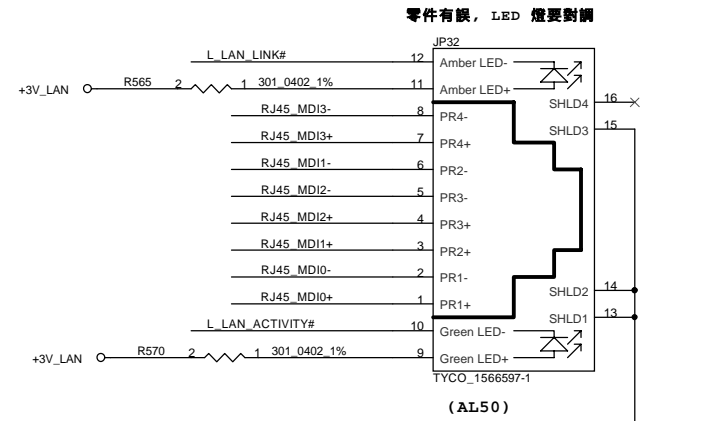 零件有誤, LED 燈要對調
JP32
L_LAN_LINK# 12 Amber LED-
+3V_LAN R565 2 1 301_0402_1% 11 Amber LED+
SHLD4 16
RJ45_MDI3- 8 PR4-
SHLD3 15
RJ45_MDI3+ 7 PR4+
RJ45_MDI1- 6 PR2-
RJ45_MDI2- 5 PR3-
RJ45_MDI2+ 4 PR3+
RJ45_MDI1+ 3 PR2+
RJ45_MDI0- 2 PR1-
SHLD2 14
RJ45_MDI0+ 1 PR1+
SHLD1 13
L_LAN_ACTIVITY# 10 Green LED-
+3V_LAN R570 2 1 301_0402_1% 9 Green LED+
TYCO_1566597-1
(AL50)